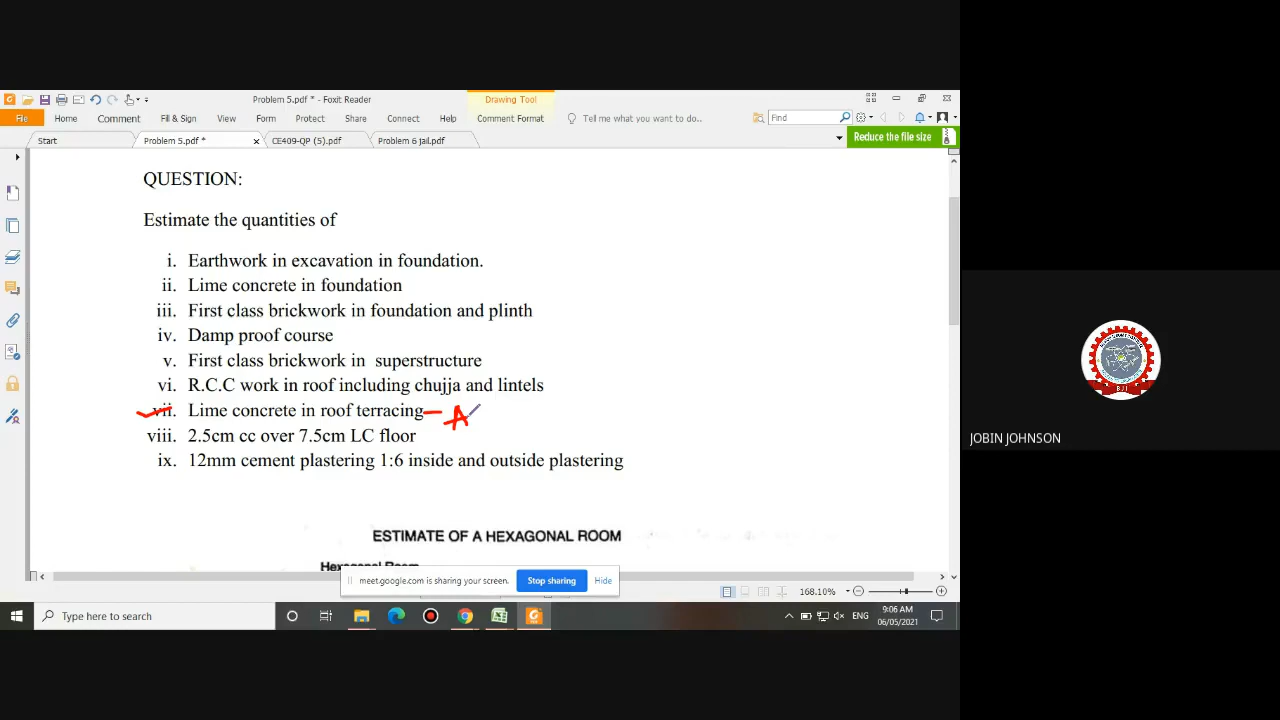 Problem 5.pdf * - Foxit Reader
Drawing Tool
File Home Comment Fill & Sign View Form Protect Share Connect Help Comment Format Tell me what you want to do.. Find
Start Problem 5.pdf * CE409-QP (5).pdf Problem 6 jail.pdf Reduce the file size
QUESTION:
Estimate the quantities of
i. Earthwork in excavation in foundation.
ii. Lime concrete in foundation
iii. First class brickwork in foundation and plinth
iv. Damp proof course
v. First class brickwork in superstructure
vi. R.C.C work in roof including chujja and lintels
vii. Lime concrete in roof terracing - A
viii. 2.5cm cc over 7.5cm LC floor
ix. 12mm cement plastering 1:6 inside and outside plastering
ESTIMATE OF A HEXAGONAL ROOM
Hexagonal Room
meet.google.com is sharing your screen. Stop sharing Hide
168.10%
Type here to search
ENG
9:06 AM
06/05/2021
BJI
JOBIN JOHNSON